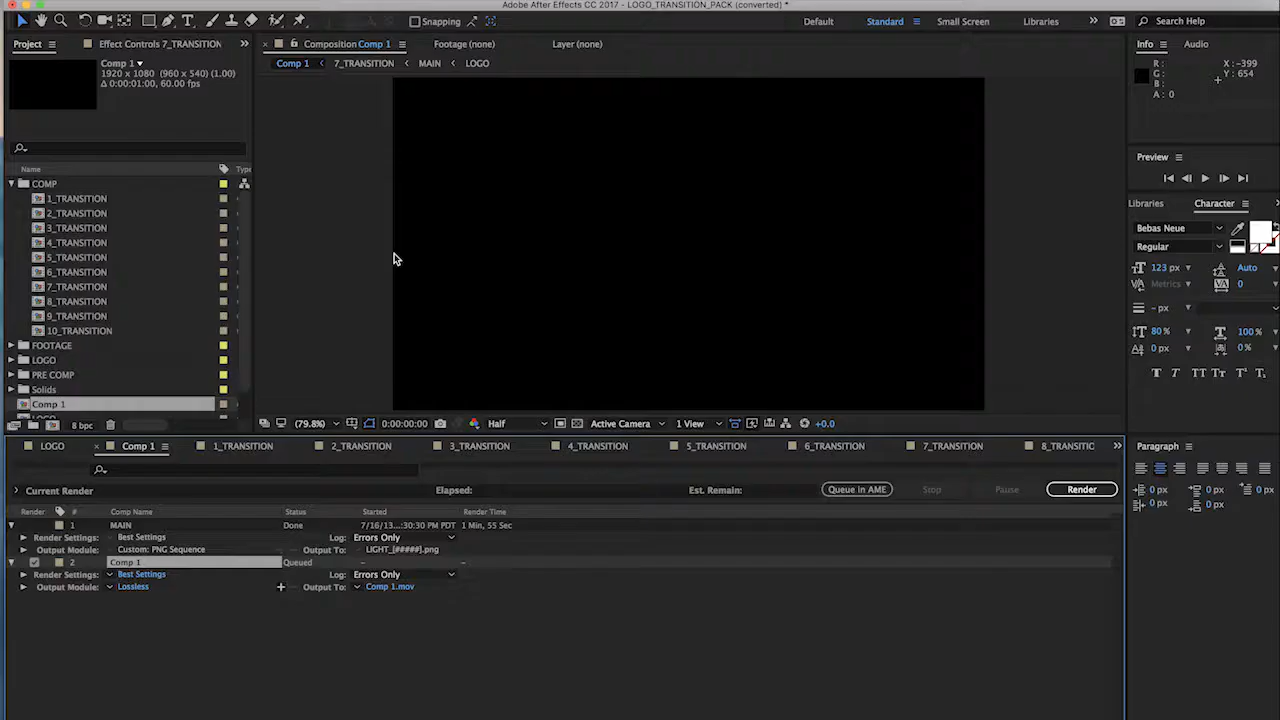 Adobe After Effects CC 2017 - LOGO_TRANSITION_PACK (converted) *
Snapping
Default
Standard
Small Screen
Libraries
Search Help
Project
Effect Controls 7_TRANSITION
Composition Comp 1
Footage (none)
Layer (none)
Info
Audio
Comp 1
1920 x 1080 (960 x 540) (1.00)
Δ 0:00:01:00, 60.00 fps
Comp 1
7_TRANSITION
MAIN
LOGO
R :
G :
B :
A : 0
X : -399
Y : 654
Name
Type
COMP
1_TRANSITION
2_TRANSITION
3_TRANSITION
4_TRANSITION
5_TRANSITION
6_TRANSITION
7_TRANSITION
8_TRANSITION
9_TRANSITION
10_TRANSITION
FOOTAGE
LOGO
PRE COMP
Solids
Comp 1
LOGO
8 bpc
(79.8%)
0:00:00:00
Half
Active Camera
1 View
+0.0
Preview
Libraries
Character
Bebas Neue
Regular
123 px
Auto
Metrics
0
- px
80 %
100 %
0 px
0 %
T T TT Tr T¹ T₁
Paragraph
0 px
0 px
0 px
0 px
0 px
LOGO
Comp 1
1_TRANSITION
2_TRANSITION
3_TRANSITION
4_TRANSITION
5_TRANSITION
6_TRANSITION
7_TRANSITION
8_TRANSITIC
Current Render
Elapsed:
Est. Remain:
Queue in AME
Stop
Pause
Render
Render
#
Comp Name
Status
Started
Render Time
1
MAIN
Done
7/16/13...:30:30 PM PDT
1 Min, 55 Sec
Render Settings:
Best Settings
Log:
Errors Only
Output Module:
Custom: PNG Sequence
Output To:
LIGHT_[#####].png
2
Comp 1
Queued
–
–
Render Settings:
Best Settings
Log:
Errors Only
Output Module:
Lossless
Output To:
Comp 1.mov